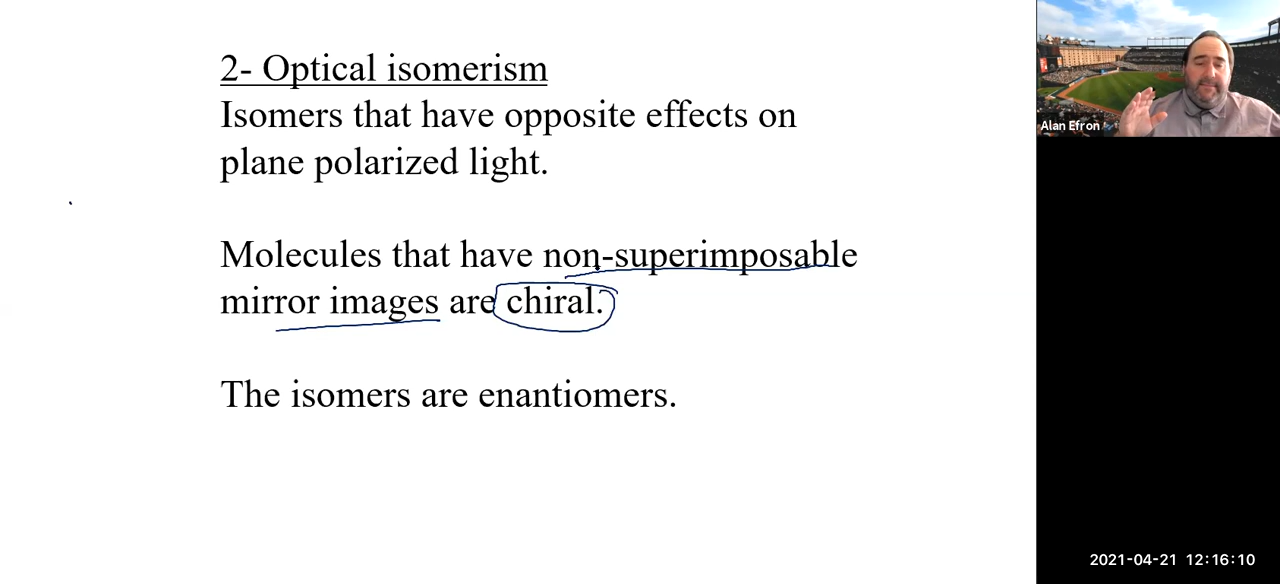 2- Optical isomerism
Isomers that have opposite effects on
plane polarized light.
Molecules that have non-superimposable
mirror images are chiral.
The isomers are enantiomers.
Alan Efron
2021-04-21 12:16:10